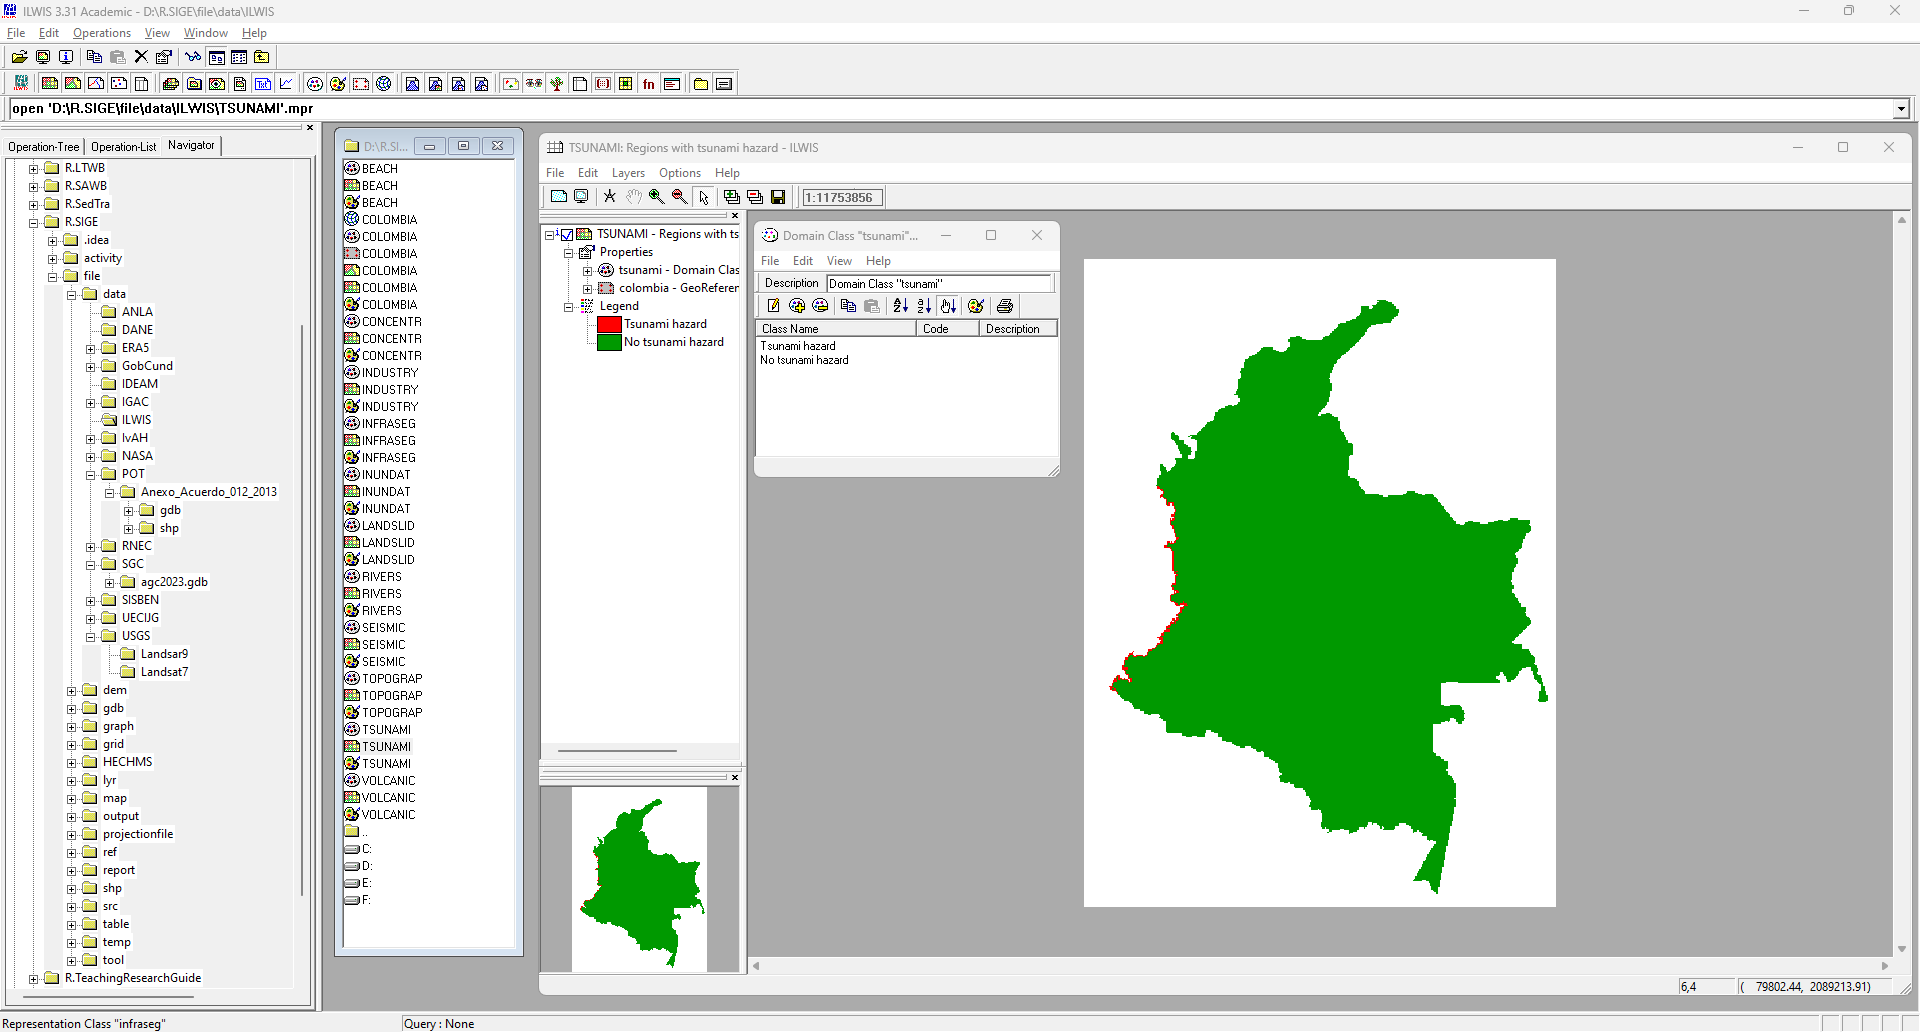 ILWIS 3.31 Academic - D:\R.SIGE\file\data\ILWIS
File Edit Operations View Window Help
open 'D:\R.SIGE\file\data\ILWIS\TSUNAMI'.mpr
Operation-Tree Operation-List Navigator
R.LTWB
R.SAWB
R.SedTra
R.SIGE
.idea
activity
file
data
ANLA
DANE
ERA5
GobCund
IDEAM
IGAC
ILWIS
IvAH
NASA
POT
Anexo_Acuerdo_012_2013
gdb
shp
RNEC
SGC
agc2023.gdb
SISBEN
UECIJG
USGS
Landsar9
Landsat7
dem
gdb
graph
grid
HECHMS
lyr
map
output
projectionfile
ref
report
shp
src
table
temp
tool
R.TeachingResearchGuide
D:\R.SI...
BEACH
BEACH
BEACH
COLOMBIA
COLOMBIA
COLOMBIA
COLOMBIA
COLOMBIA
COLOMBIA
CONCENTR
CONCENTR
CONCENTR
INDUSTRY
INDUSTRY
INDUSTRY
INFRASEG
INFRASEG
INFRASEG
INUNDAT
INUNDAT
INUNDAT
LANDSLID
LANDSLID
LANDSLID
RIVERS
RIVERS
RIVERS
SEISMIC
SEISMIC
SEISMIC
TOPOGRAP
TOPOGRAP
TOPOGRAP
TSUNAMI
TSUNAMI
TSUNAMI
VOLCANIC
VOLCANIC
VOLCANIC
..
C:
D:
E:
F:
TSUNAMI: Regions with tsunami hazard - ILWIS
File Edit Layers Options Help
1:11753856
TSUNAMI - Regions with ts
Properties
tsunami - Domain Clas
colombia - GeoReferen
Legend
Tsunami hazard
No tsunami hazard
Domain Class "tsunami"...
File Edit View Help
Description Domain Class "tsunami"
Class Name Code Description
Tsunami hazard
No tsunami hazard
6,4 ( 79802.44, 2089213.91)
Representation Class "infraseg" Query : None